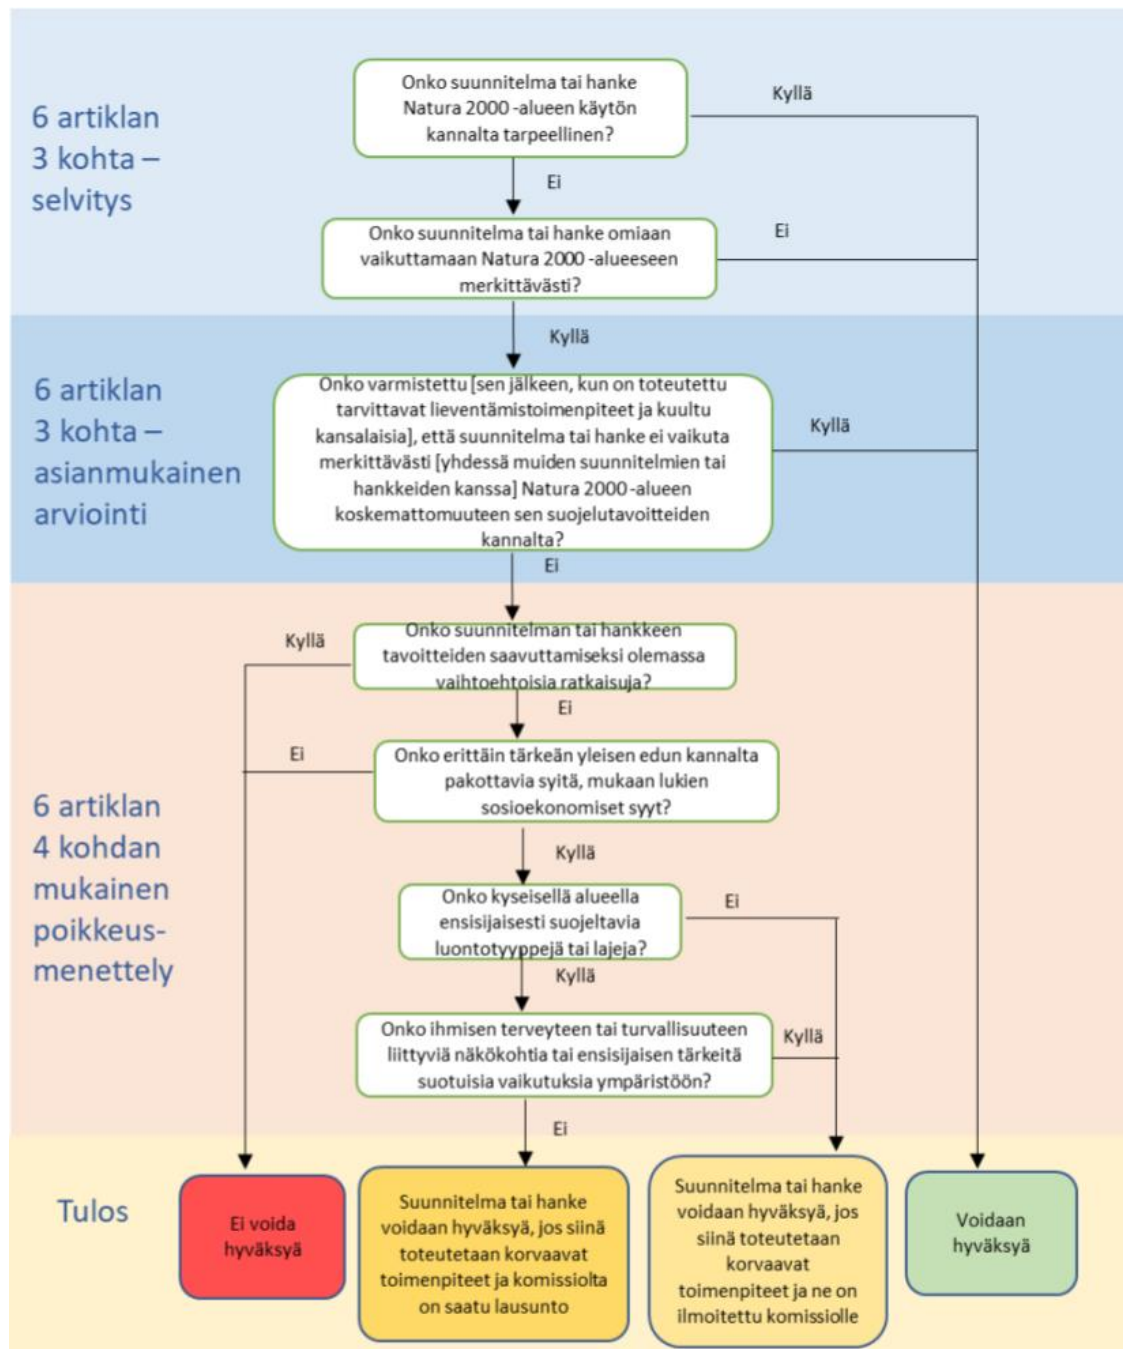 6 artiklan
3 kohta –
selvitys
Onko suunnitelma tai hanke
Natura 2000 -alueen käytön
kannalta tarpeellinen?
Kyllä
Ei
Onko suunnitelma tai hanke omiaan
vaikuttamaan Natura 2000 -alueeseen
merkittävästi?
Ei
Kyllä
6 artiklan
3 kohta –
asianmukainen
arviointi
Onko varmistettu [sen jälkeen, kun on toteutettu
tarvittavat lieventämistoimenpiteet ja kuultu
kansalaisia], että suunnitelma tai hanke ei vaikuta
merkittävästi [yhdessä muiden suunnitelmien tai
hankkeiden kanssa] Natura 2000 -alueen
koskemattomuuteen sen suojelutavoitteiden
kannalta?
Kyllä
Ei
6 artiklan
4 kohdan
mukainen
poikkeus-
menettely
Onko suunnitelman tai hankkeen
tavoitteiden saavuttamiseksi olemassa
vaihtoehtoisia ratkaisuja?
Kyllä
Ei
Onko erittäin tärkeän yleisen edun kannalta
pakottavia syitä, mukaan lukien
sosioekonomiset syyt?
Ei
Kyllä
Onko kyseisellä alueella
ensisijaisesti suojeltavia
luontotyyppejä tai lajeja?
Ei
Kyllä
Onko ihmisen terveyteen tai turvallisuuteen
liittyviä näkökohtia tai ensisijaisen tärkeitä
suotuisia vaikutuksia ympäristöön?
Kyllä
Ei
Tulos
Ei voida
hyväksyä
Suunnitelma tai hanke
voidaan hyväksyä, jos siinä
toteutetaan korvaavat
toimenpiteet ja komissiolta
on saatu lausunto
Suunnitelma tai hanke
voidaan hyväksyä, jos
siinä toteutetaan
korvaavat
toimenpiteet ja ne on
ilmoitettu komissiolle
Voidaan
hyväksyä